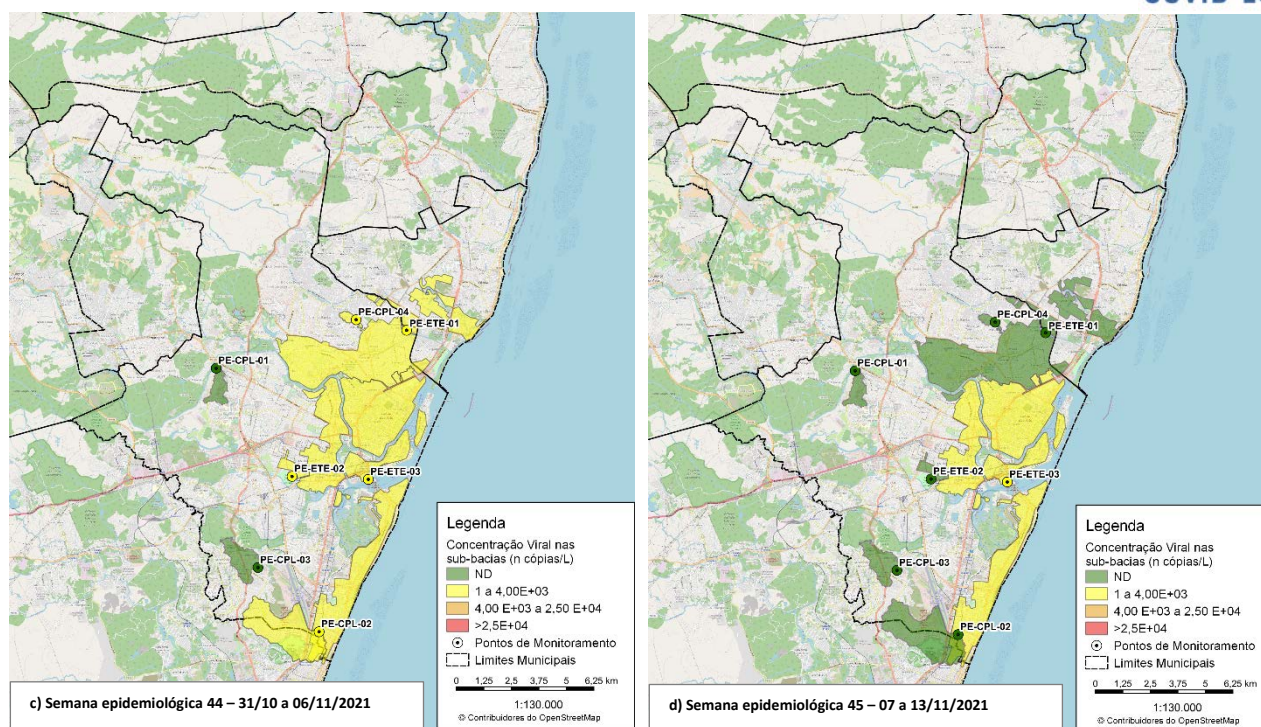 PE-CPL-04
PE-ETE-01
PE-CPL-01
PE-ETE-02
PE-ETE-03
PE-CPL-03
PE-CPL-02
Legenda
Concentração Viral nas
sub-bacias (n cópias/L)
ND
1 a 4,00E+03
4,00 E+03 a 2,50 E+04
>2,5E+04
Pontos de Monitoramento
Limites Municipais
0 1,25 2,5 3,75 5 6,25 km
1:130.000
© Contribuidores do OpenStreetMap
c) Semana epidemiológica 44 – 31/10 a 06/11/2021
PE-CPL-04
PE-ETE-01
PE-CPL-01
PE-ETE-02
PE-ETE-03
PE-CPL-03
PE-CPL-02
Legenda
Concentração Viral nas
sub-bacias (n cópias/L)
ND
1 a 4,00E+03
4,00 E+03 a 2,50 E+04
>2,5E+04
Pontos de Monitoramento
Limites Municipais
0 1,25 2,5 3,75 5 6,25 km
1:130.000
© Contribuidores do OpenStreetMap
d) Semana epidemiológica 45 – 07 a 13/11/2021